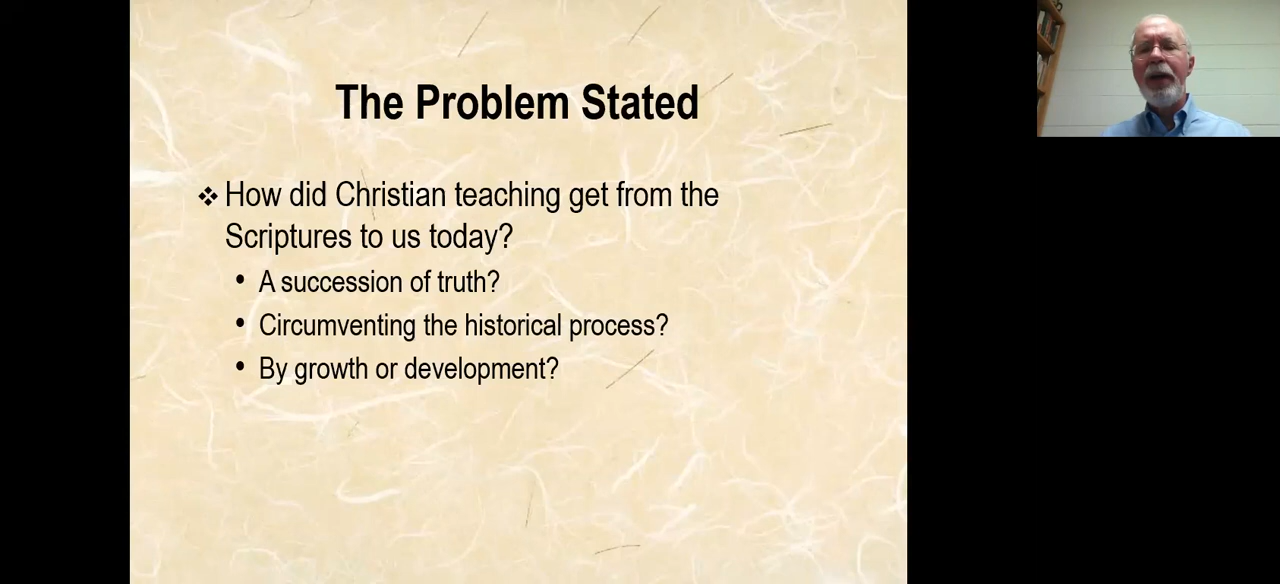 The Problem Stated
❖ How did Christian teaching get from the
Scriptures to us today?
• A succession of truth?
• Circumventing the historical process?
• By growth or development?